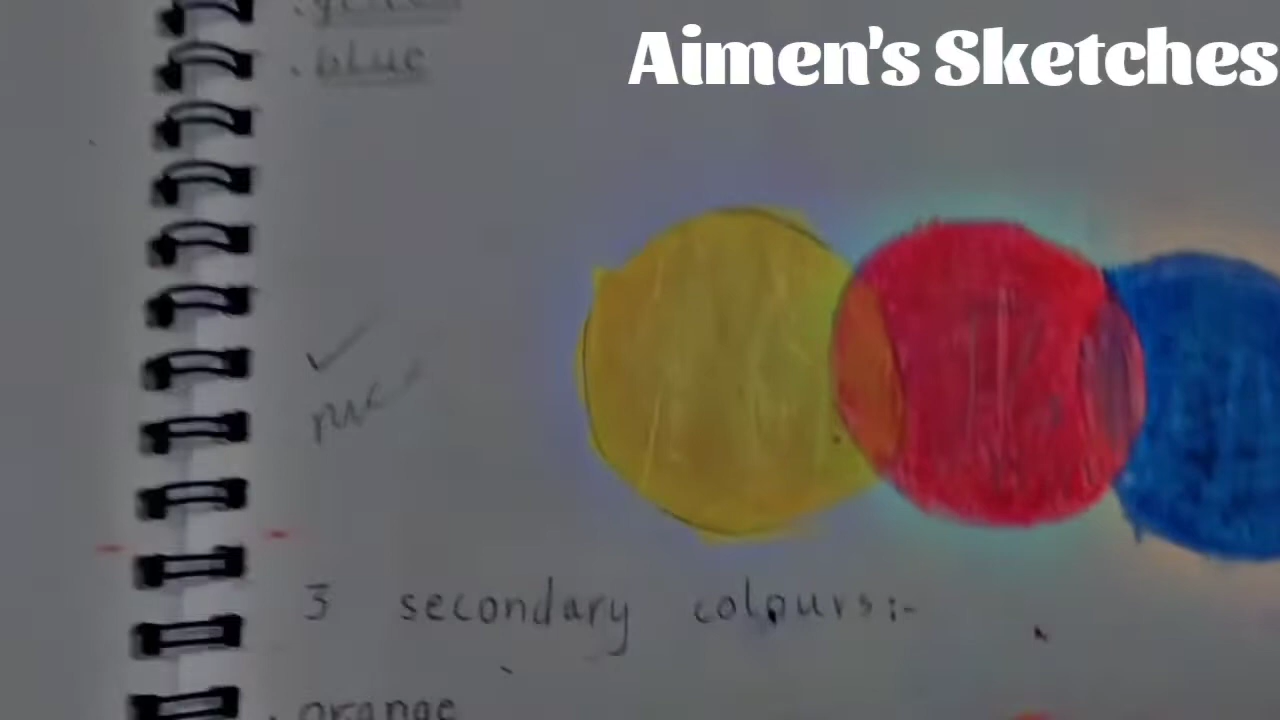 Aimen's Sketches
. blue
3 secondary colours:-
. orange